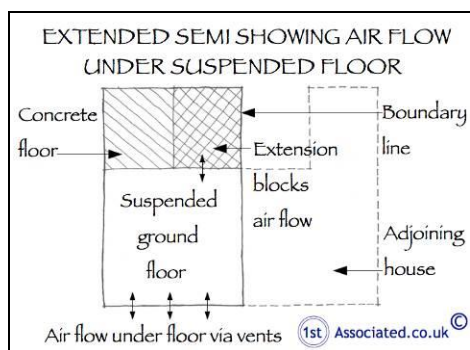 EXTENDED SEMI SHOWING AIR FLOW
UNDER SUSPENDED FLOOR
Concrete
floor
Boundary
line
Extension
blocks
air flow
Suspended
ground
floor
Adjoining
house
Air flow under floor via vents
1st Associated.co.uk ©